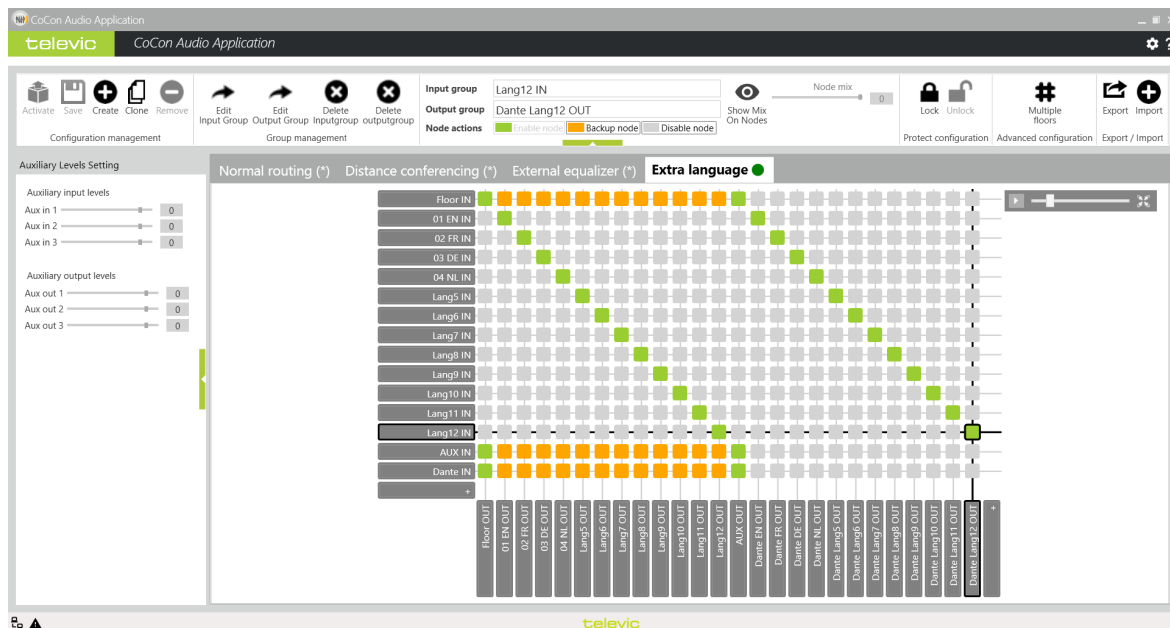 CoCon Audio Application
televic CoCon Audio Application
Activate Save Create Clone Remove
Configuration management
Edit Input Group Edit Output Group Delete Inputgroup Delete outputgroup
Group management
Input group Lang12 IN
Output group Dante Lang12 OUT
Node actions Enable node Backup node Disable node
Show Mix On Nodes
Node mix 0
Lock Unlock
Protect configuration
Multiple floors
Advanced configuration
Export Import
Export / Import
Auxiliary Levels Setting
Auxiliary input levels
Aux in 1 0
Aux in 2 0
Aux in 3 0
Auxiliary output levels
Aux out 1 0
Aux out 2 0
Aux out 3 0
Normal routing (*) Distance conferencing (*) External equalizer (*) Extra language
Floor IN
01 EN IN
02 FR IN
03 DE IN
04 NL IN
Lang5 IN
Lang6 IN
Lang7 IN
Lang8 IN
Lang9 IN
Lang10 IN
Lang11 IN
Lang12 IN
AUX IN
Dante IN
+
Floor OUT
01 EN OUT
02 FR OUT
03 DE OUT
04 NL OUT
Lang5 OUT
Lang6 OUT
Lang7 OUT
Lang8 OUT
Lang9 OUT
Lang10 OUT
Lang11 OUT
Lang12 OUT
AUX OUT
Dante EN OUT
Dante FR OUT
Dante DE OUT
Dante NL OUT
Dante Lang5 OUT
Dante Lang6 OUT
Dante Lang7 OUT
Dante Lang8 OUT
Dante Lang9 OUT
Dante Lang10 OUT
Dante Lang11 OUT
Dante Lang12 OUT
+
televic